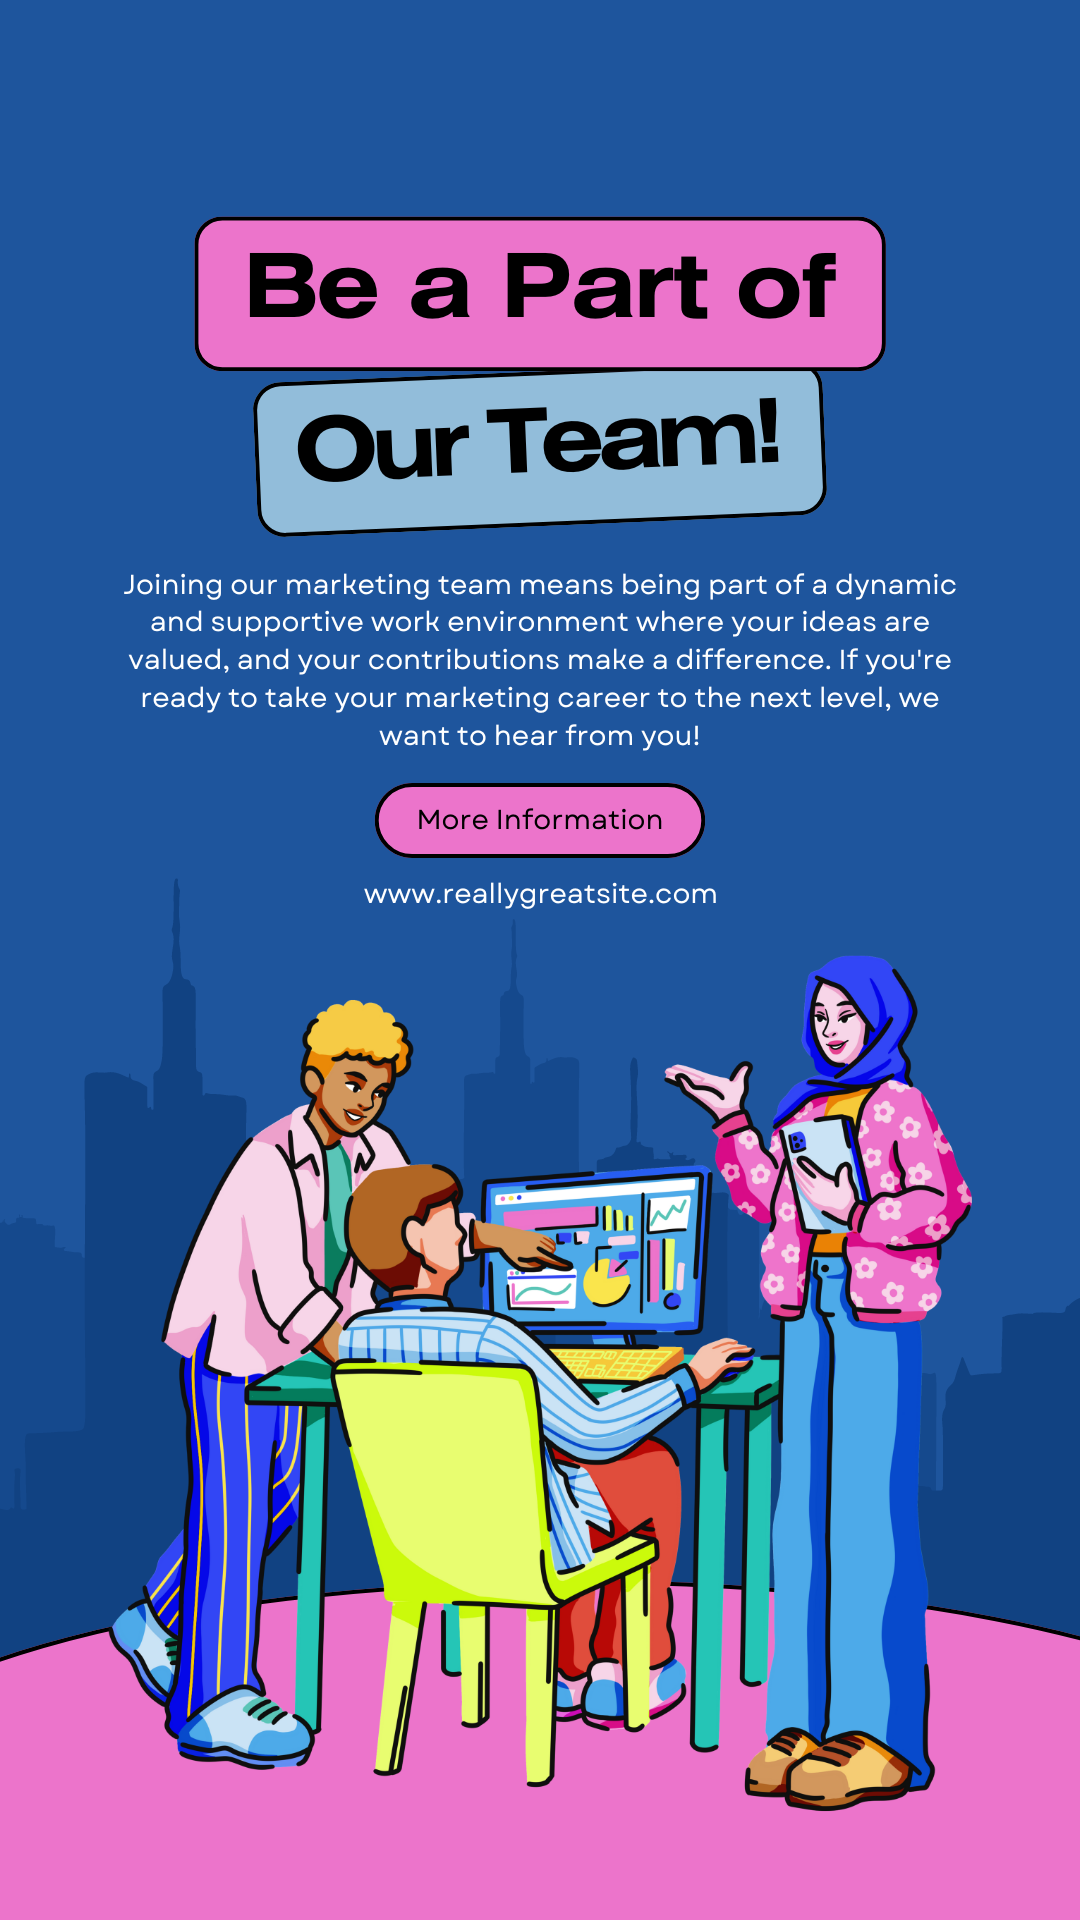 Be a Part of
Our Team!
Joining our marketing team means being part of a dynamic
and supportive work environment where your ideas are
valued, and your contributions make a difference. If you're
ready to take your marketing career to the next level, we
want to hear from you!
More Information
www.reallygreatsite.com